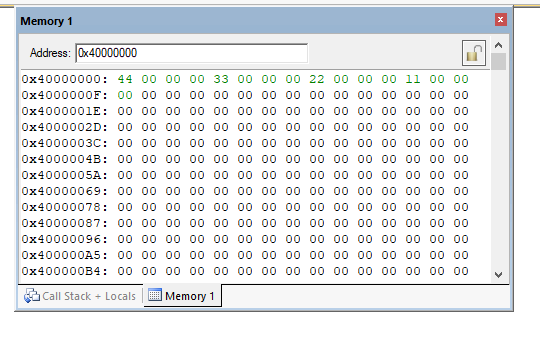 Memory 1
Address: 0x40000000
0x40000000: 44 00 00 00 33 00 00 00 22 00 00 00 11 00 00
0x4000000F: 00 00 00 00 00 00 00 00 00 00 00 00 00 00 00
0x4000001E: 00 00 00 00 00 00 00 00 00 00 00 00 00 00 00
0x4000002D: 00 00 00 00 00 00 00 00 00 00 00 00 00 00 00
0x4000003C: 00 00 00 00 00 00 00 00 00 00 00 00 00 00 00
0x4000004B: 00 00 00 00 00 00 00 00 00 00 00 00 00 00 00
0x4000005A: 00 00 00 00 00 00 00 00 00 00 00 00 00 00 00
0x40000069: 00 00 00 00 00 00 00 00 00 00 00 00 00 00 00
0x40000078: 00 00 00 00 00 00 00 00 00 00 00 00 00 00 00
0x40000087: 00 00 00 00 00 00 00 00 00 00 00 00 00 00 00
0x40000096: 00 00 00 00 00 00 00 00 00 00 00 00 00 00 00
0x400000A5: 00 00 00 00 00 00 00 00 00 00 00 00 00 00 00
0x400000B4: 00 00 00 00 00 00 00 00 00 00 00 00 00 00 00
Call Stack + Locals Memory 1